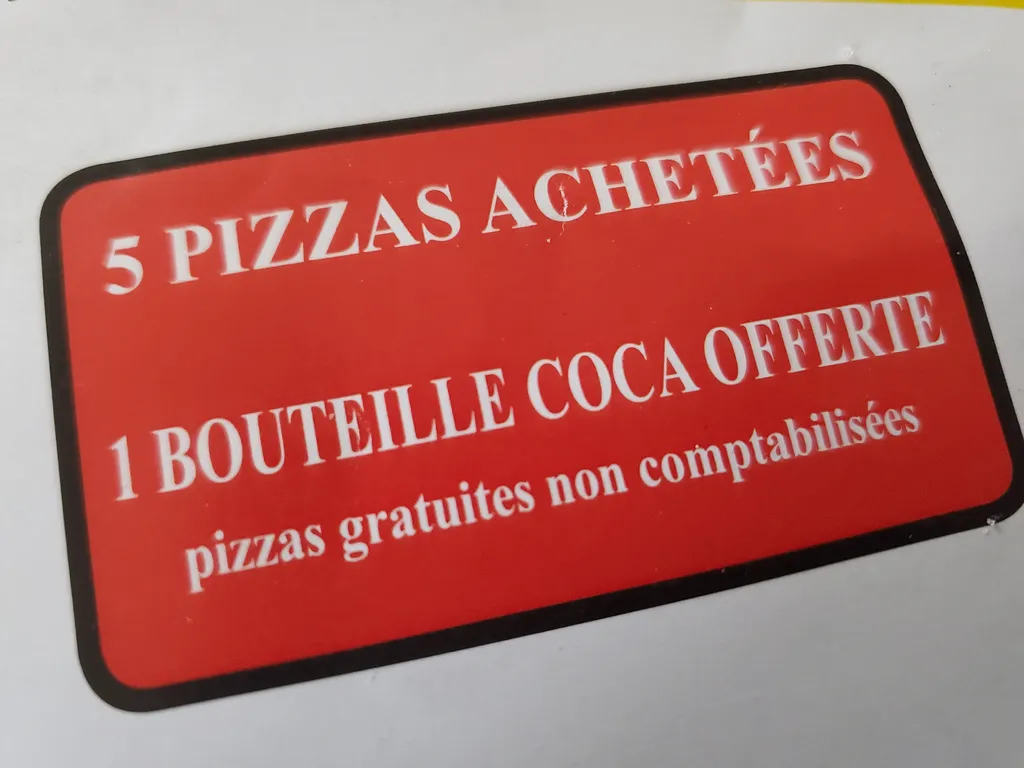 5 PIZZAS ACHETÉES
1 BOUTEILLE COCA OFFERTE
pizzas gratuites non comptabilisées